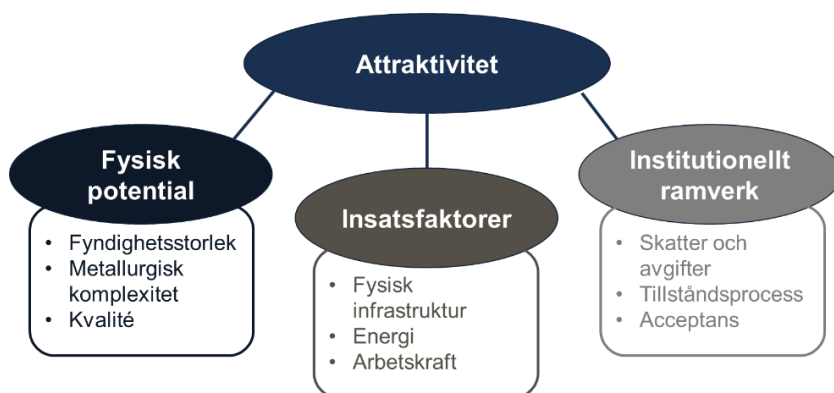 Attraktivitet
Fysisk
potential
• Fyndighetsstorlek
• Metallurgisk
komplexitet
• Kvalité
Insatsfaktorer
• Fysisk
infrastruktur
• Energi
• Arbetskraft
Institutionellt
ramverk
• Skatter och
avgifter
• Tillståndsprocess
• Acceptans